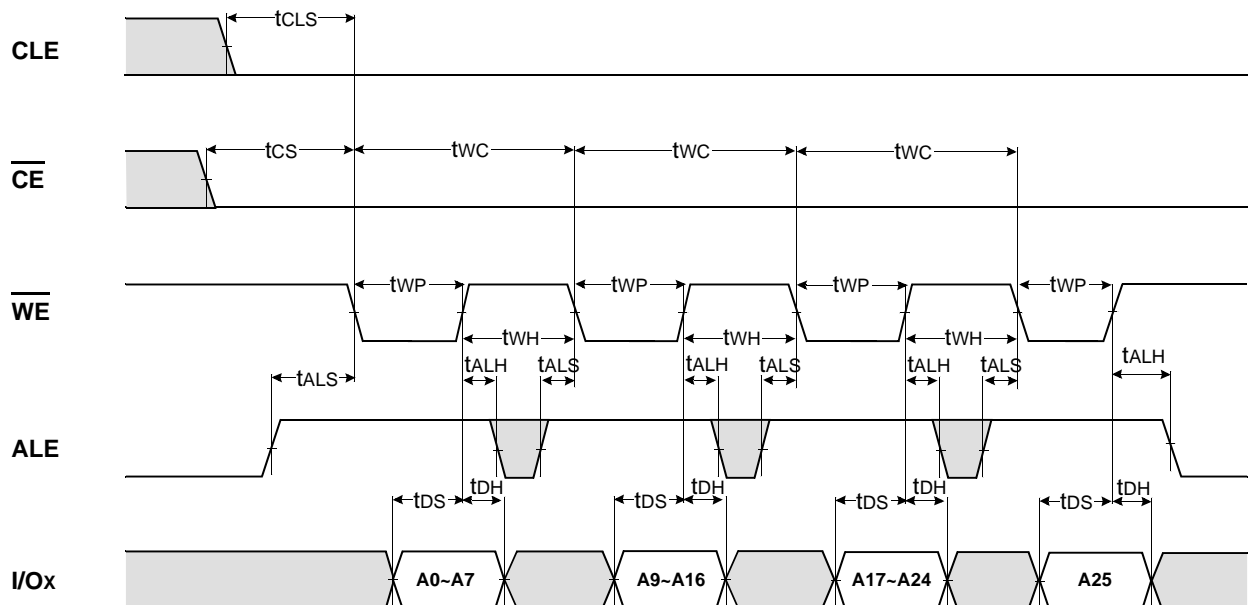 tCLS
CLE
tCS tWC tWC tWC
CE
tWP tWP tWP tWP
WE
tWH tWH tWH
tALS tALH tALS tALH tALS tALH tALS tALH
ALE
tDS tDH tDS tDH tDS tDH tDS tDH
I/Ox A0~A7 A9~A16 A17~A24 A25